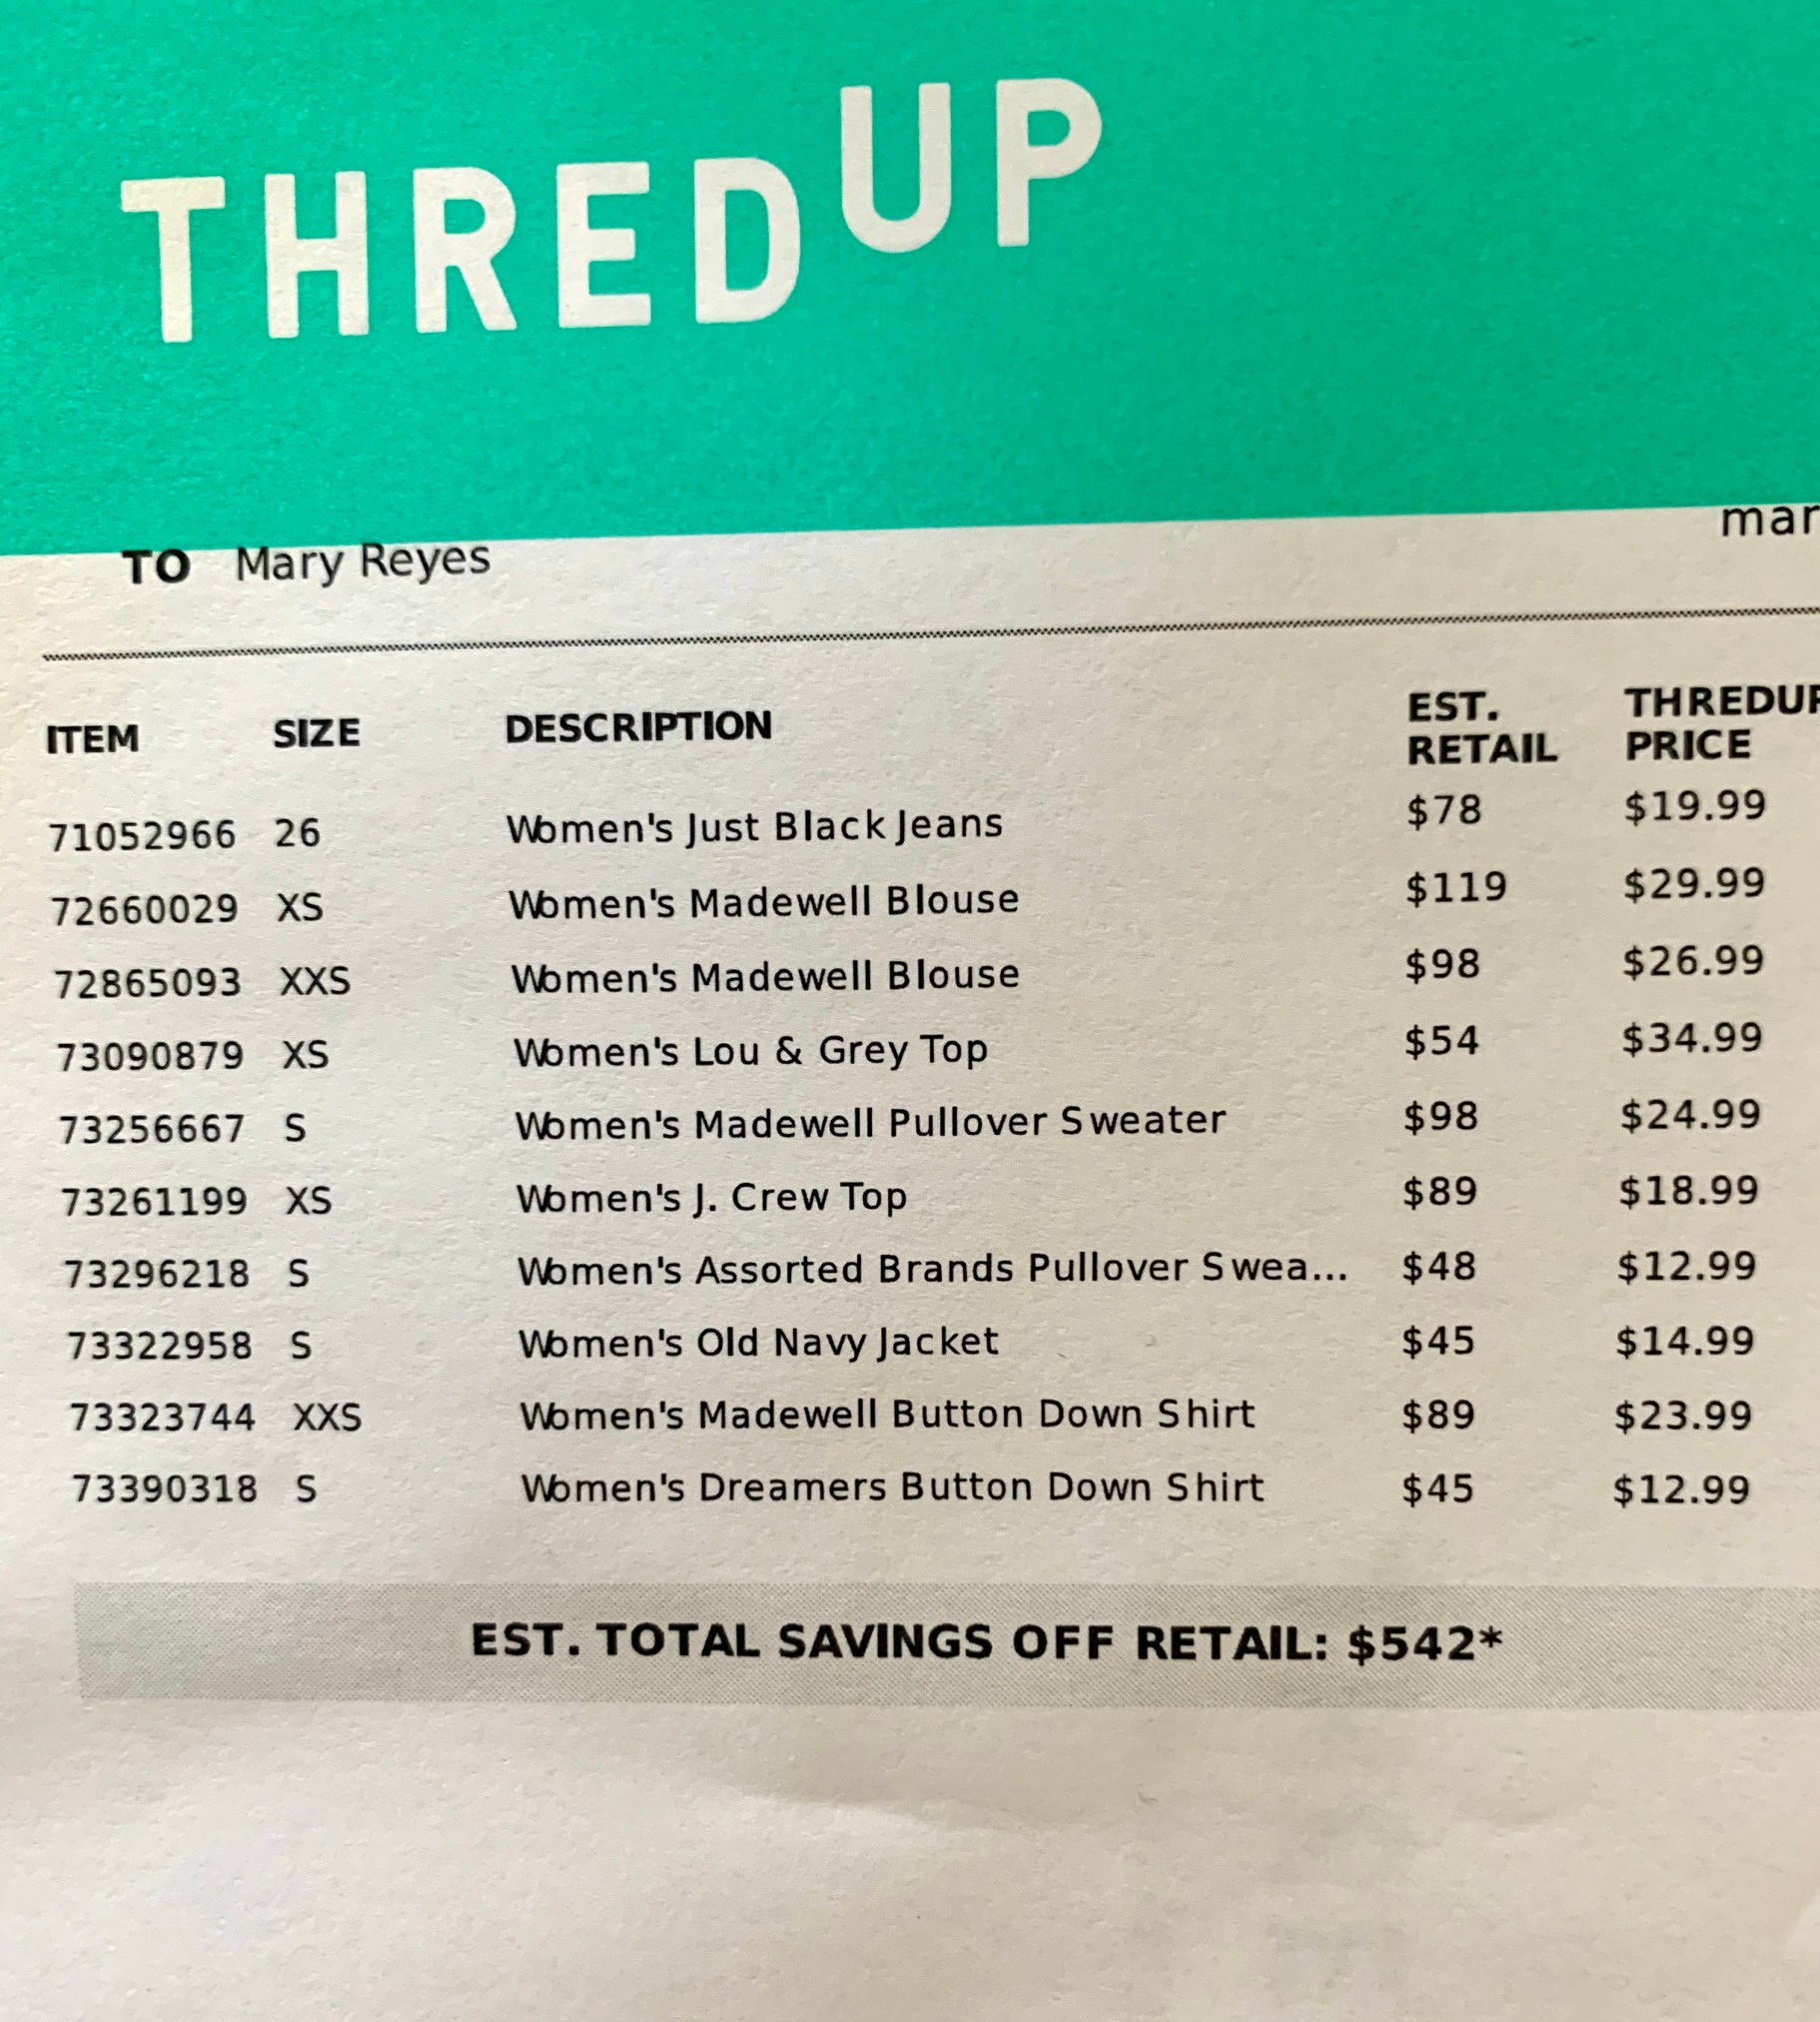 THREDUP
TO Mary Reyes mar
ITEM SIZE DESCRIPTION EST. RETAIL THREDUP PRICE
71052966 26 Women's Just Black Jeans $78 $19.99
72660029 XS Women's Madewell Blouse $119 $29.99
72865093 XXS Women's Madewell Blouse $98 $26.99
73090879 XS Women's Lou & Grey Top $54 $34.99
73256667 S Women's Madewell Pullover Sweater $98 $24.99
73261199 XS Women's J. Crew Top $89 $18.99
73296218 S Women's Assorted Brands Pullover Swea... $48 $12.99
73322958 S Women's Old Navy Jacket $45 $14.99
73323744 XXS Women's Madewell Button Down Shirt $89 $23.99
73390318 S Women's Dreamers Button Down Shirt $45 $12.99
EST. TOTAL SAVINGS OFF RETAIL: $542*